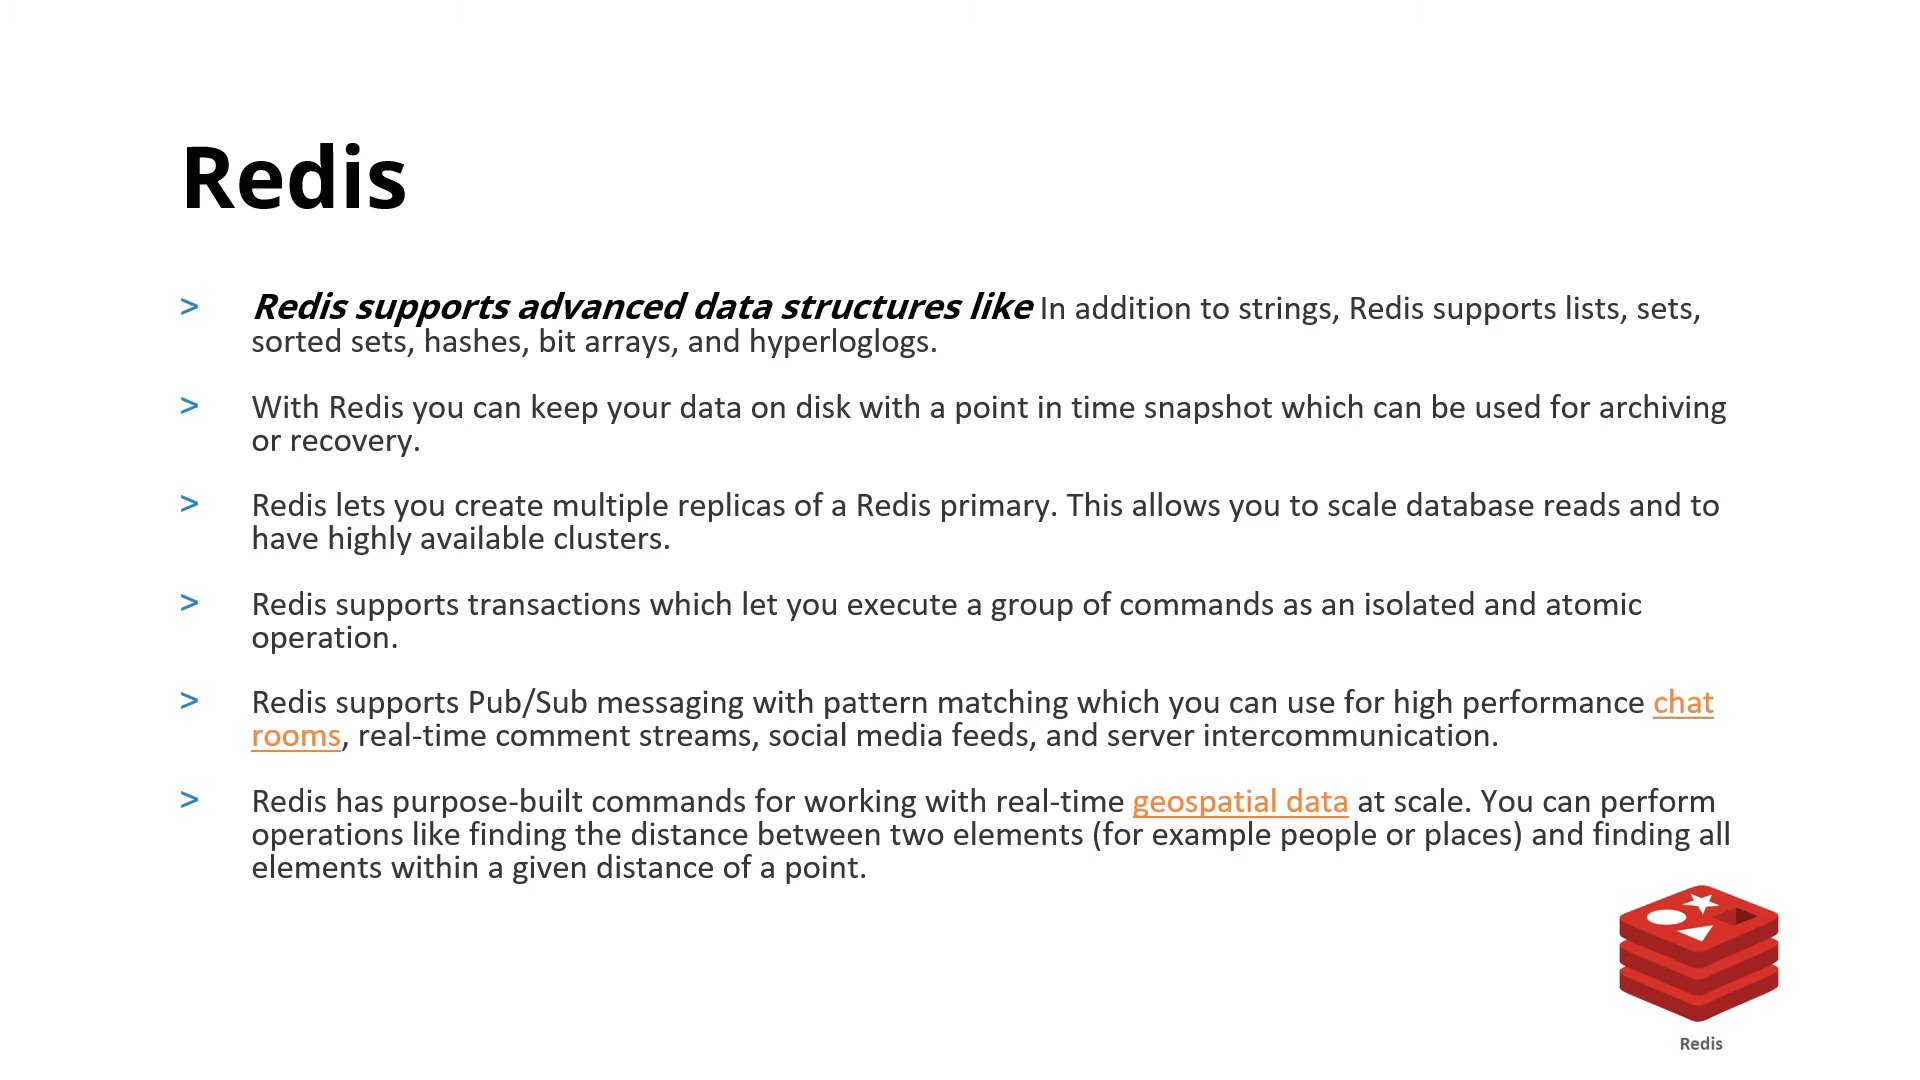 Redis
> Redis supports advanced data structures like In addition to strings, Redis supports lists, sets,
sorted sets, hashes, bit arrays, and hyperloglogs.
> With Redis you can keep your data on disk with a point in time snapshot which can be used for archiving
or recovery.
> Redis lets you create multiple replicas of a Redis primary. This allows you to scale database reads and to
have highly available clusters.
> Redis supports transactions which let you execute a group of commands as an isolated and atomic
operation.
> Redis supports Pub/Sub messaging with pattern matching which you can use for high performance chat
rooms, real-time comment streams, social media feeds, and server intercommunication.
> Redis has purpose-built commands for working with real-time geospatial data at scale. You can perform
operations like finding the distance between two elements (for example people or places) and finding all
elements within a given distance of a point.
Redis